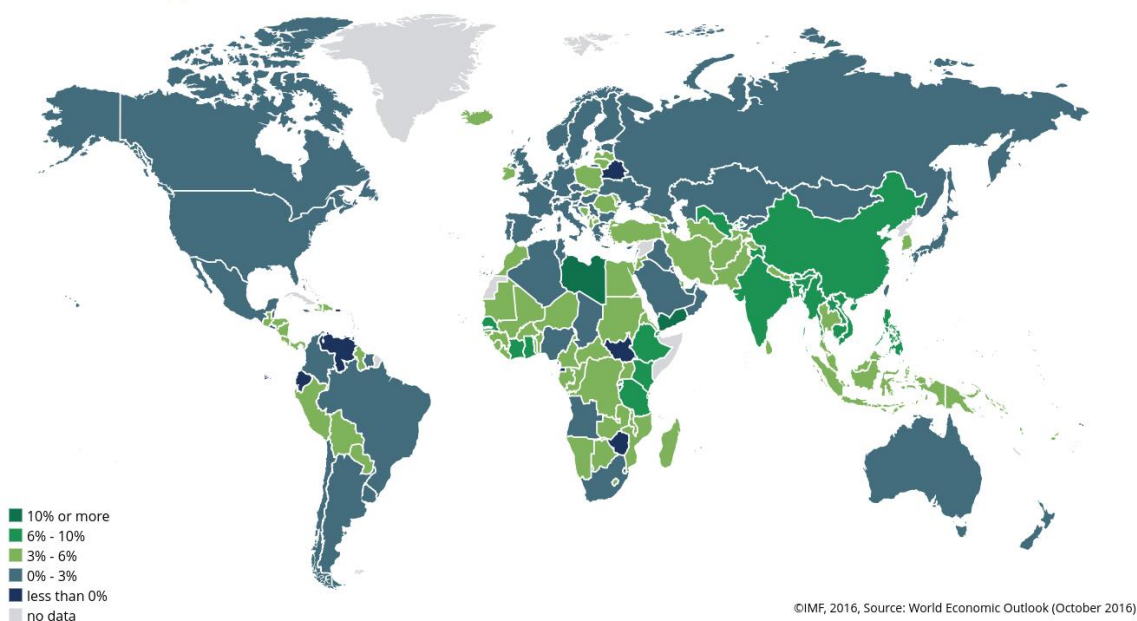 10% or more
6% - 10%
3% - 6%
0% - 3%
less than 0%
no data
©IMF, 2016, Source: World Economic Outlook (October 2016)